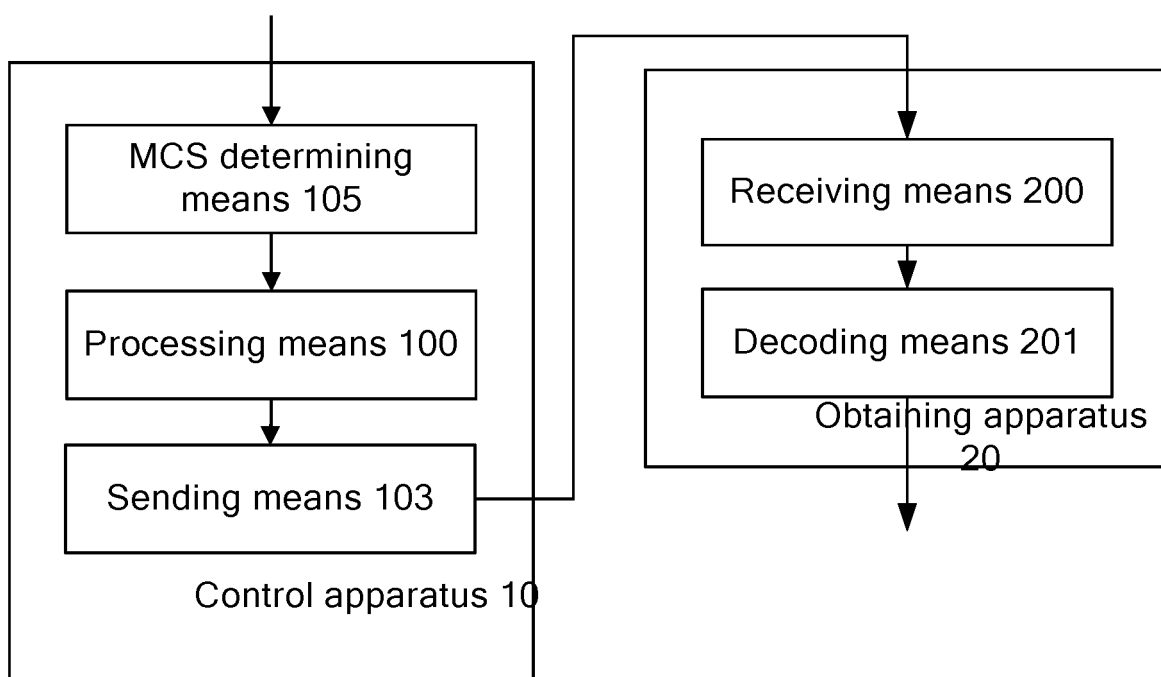 MCS determining
means 105
Processing means 100
Sending means 103
Control apparatus 10
Receiving means 200
Decoding means 201
Obtaining apparatus
20